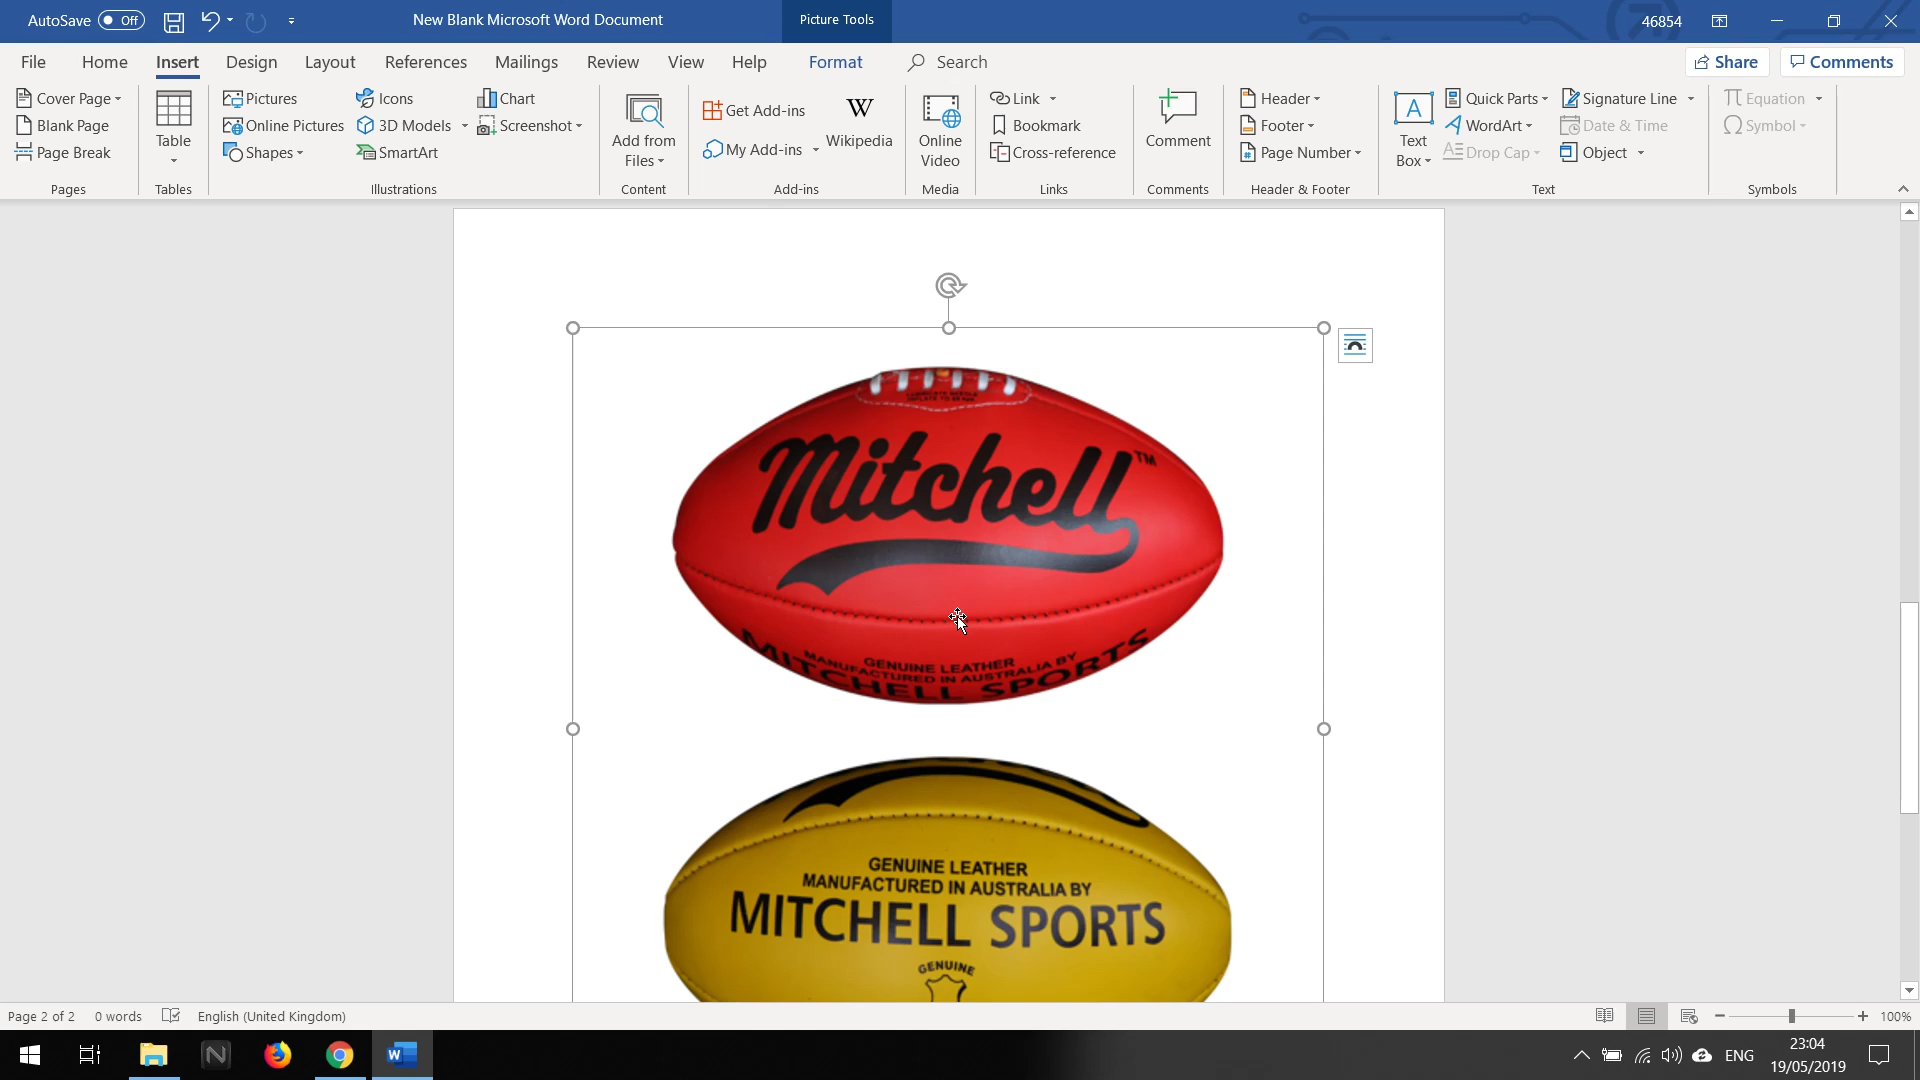 AutoSave Off New Blank Microsoft Word Document Picture Tools 46854
File Home Insert Design Layout References Mailings Review View Help Format Search Share Comments
Cover Page
Blank Page
Page Break
Pages
Table
Tables
Pictures
Online Pictures
Shapes
Icons
3D Models
SmartArt
Chart
Screenshot
Illustrations
Add from
Files
Content
Get Add-ins
My Add-ins
W
Wikipedia
Add-ins
Online
Video
Media
Link
Bookmark
Cross-reference
Links
Comment
Comments
Header
Footer
Page Number
Header & Footer
A
Text
Box
Quick Parts
WordArt
Drop Cap
Signature Line
Date & Time
Object
Text
Equation
Symbol
Symbols
Mitchell™
GENUINE LEATHER
MANUFACTURED IN AUSTRALIA BY
MITCHELL SPORTS
GENUINE LEATHER
MANUFACTURED IN AUSTRALIA BY
MITCHELL SPORTS
GENUINE
Page 2 of 2 0 words English (United Kingdom) 100%
ENG
23:04
19/05/2019